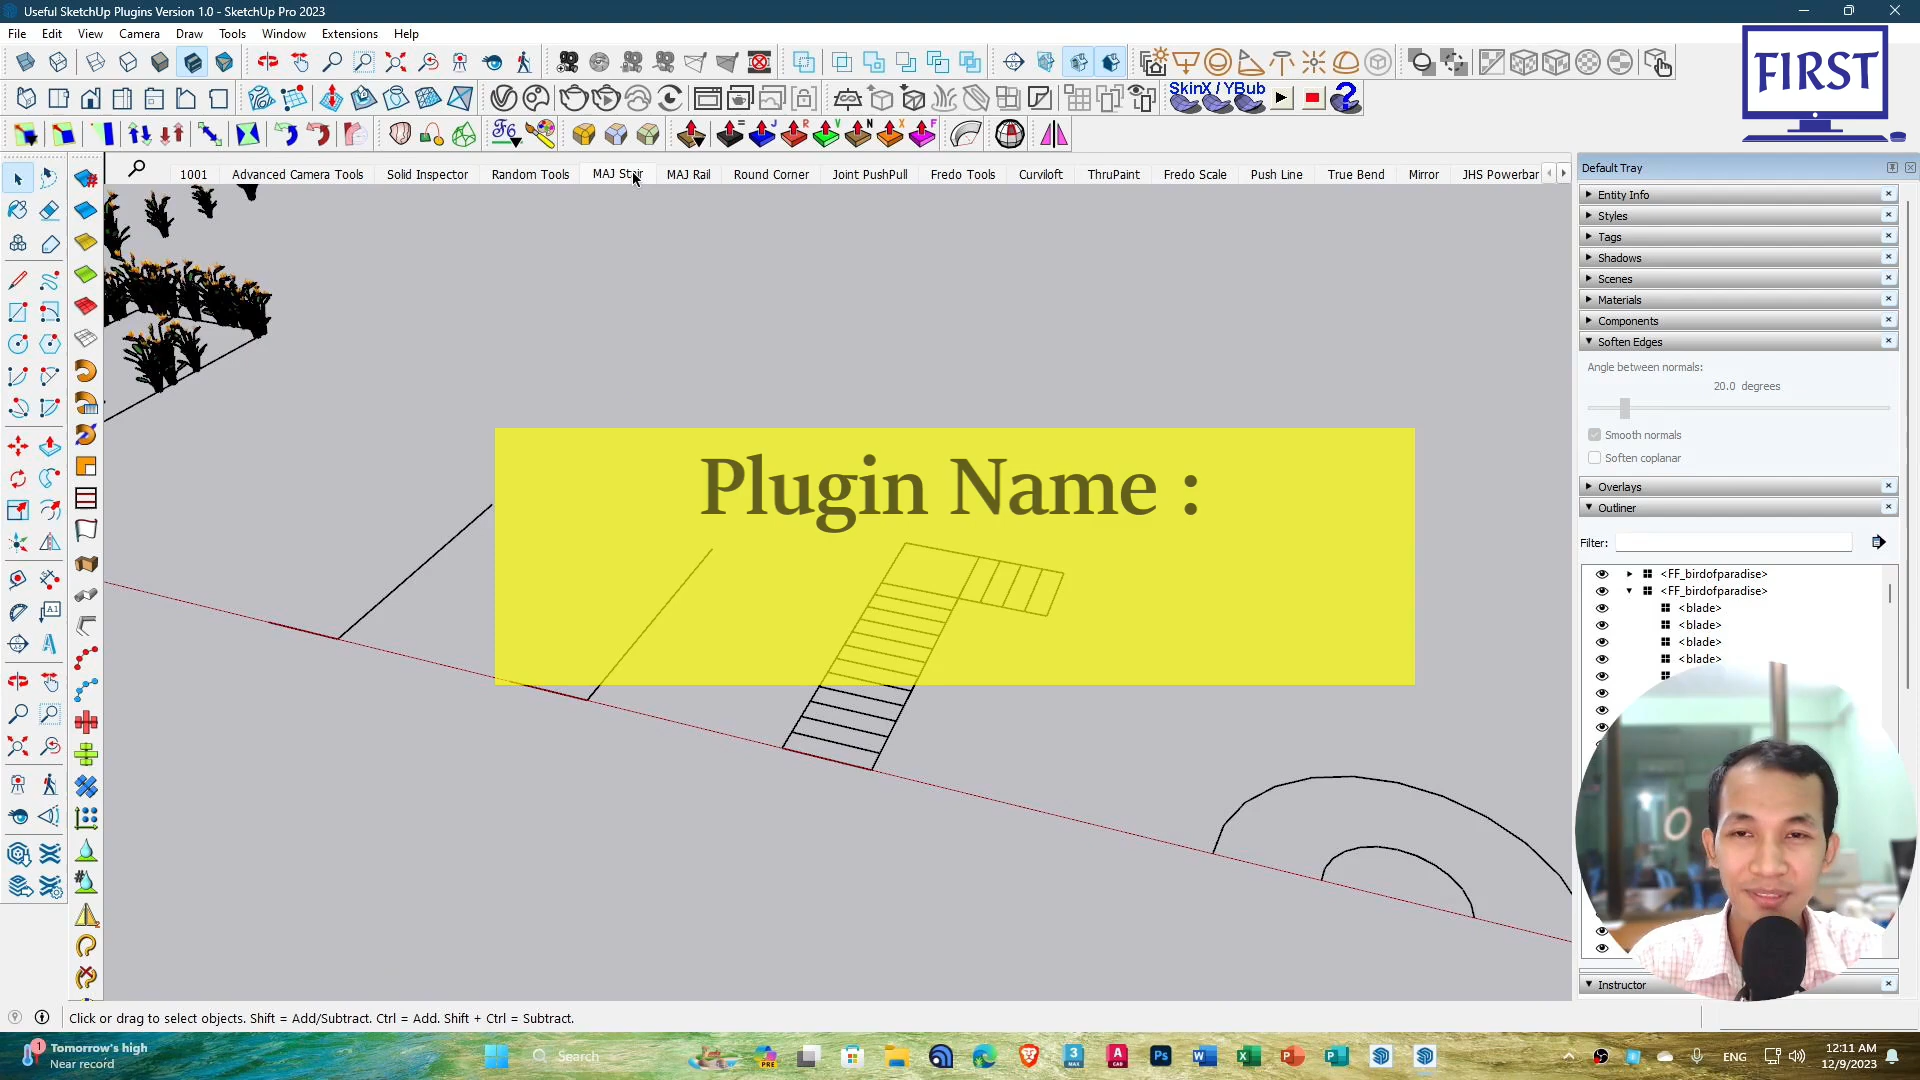 Useful SketchUp Plugins Version 1.0 - SketchUp Pro 2023
File Edit View Camera Draw Tools Window Extensions Help
FIRST
SkinX / YBub
1001 Advanced Camera Tools Solid Inspector Random Tools MAJ Stair MAJ Rail Round Corner Joint PushPull Fredo Tools Curviloft ThruPaint Fredo Scale Push Line True Bend Mirror JHS Powerbar
Default Tray
Entity Info
Styles
Tags
Shadows
Scenes
Materials
Components
Soften Edges
Angle between normals:
20.0 degrees
Smooth normals
Soften coplanar
Overlays
Outliner
Filter:
<FF_birdofparadise>
<FF_birdofparadise>
<blade>
<blade>
<blade>
<blade>
Instructor
Plugin Name :
Click or drag to select objects. Shift = Add/Subtract. Ctrl = Add. Shift + Ctrl = Subtract.
Tomorrow's high
Near record
Search
ENG
12:11 AM
12/9/2023